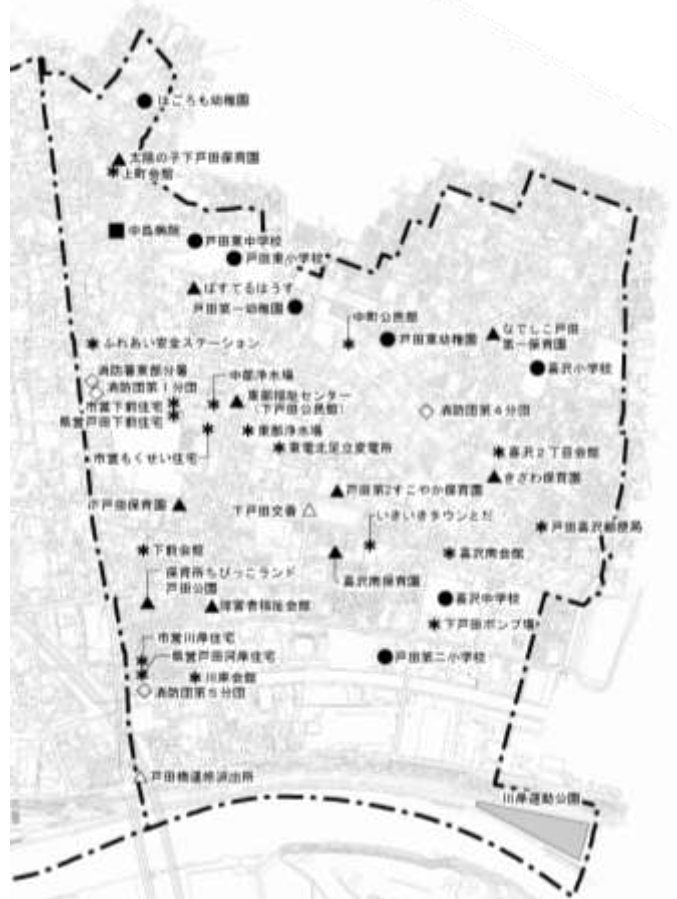 はごろも幼稚園
太陽の子下戸田保育園
上町会館
中島病院
戸田東中学校
戸田東小学校
ぱすてるはうす
戸田第一幼稚園
中町公民館
ふれあい安全ステーション
戸田東幼稚園
なでしこ戸田
第一保育園
喜沢小学校
消防署東部分署
消防団第1分団
中部浄水場
市営下前住宅
県営戸田下前住宅
東部福祉センター
(下戸田公民館)
消防団第4分団
東部浄水場
東電北足立変電所
市営もくせい住宅
喜沢2丁目会館
きざわ保育園
戸田第2すこやか保育園
下戸田保育園
下戸田交番
いきいきタウンとだ
戸田喜沢郵便局
下前会館
喜沢南会館
保育所ちびっこランド
戸田公園
喜沢南保育園
障害者福祉会館
喜沢中学校
下戸田ポンプ場
市営川岸住宅
県営戸田河岸住宅
戸田第二小学校
川岸会館
消防団第5分団
川岸運動公園